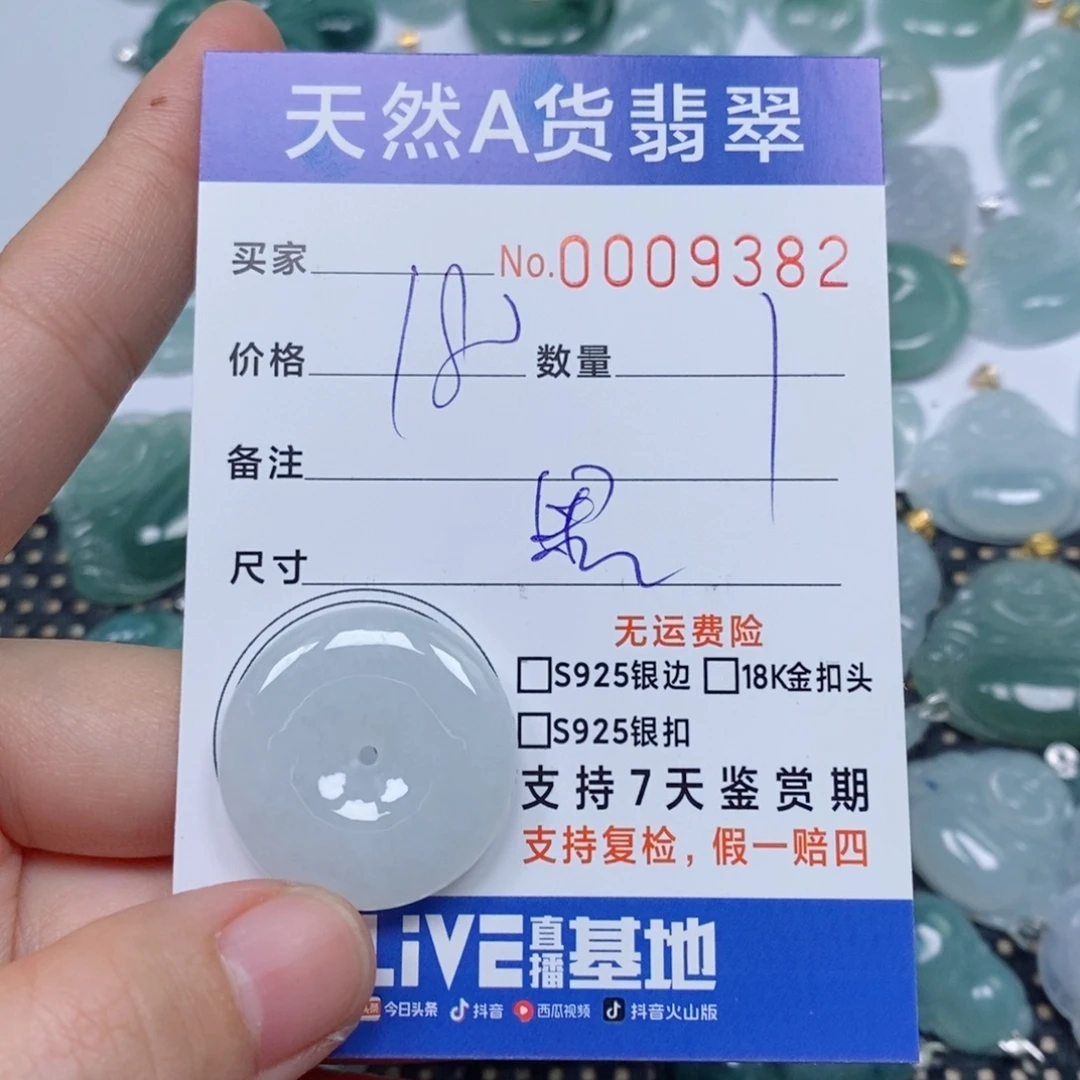 天然A货翡翠
买家 No.0009382
价格 18 数量 1
备注
尺寸
无运费险
□S925银边 □18K金扣头
□S925银扣
支持7天鉴赏期
支持复检，假一赔四
LiVE直播基地
头条 今日头条 抖音 西瓜视频 抖音火山版